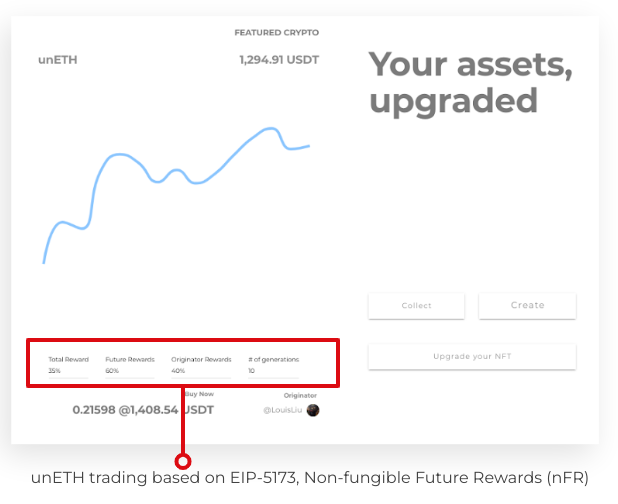 FEATURED CRYPTO
unETH 1,294.91 USDT
Your assets,
upgraded
Collect Create
Upgrade your NFT
Total Reward Future Rewards Originator Rewards # of generations
35% 60% 40% 10
Buy Now Originator
0.21598 @1,408.54 USDT @LouisLiu
unETH trading based on EIP-5173, Non-fungible Future Rewards (nFR)